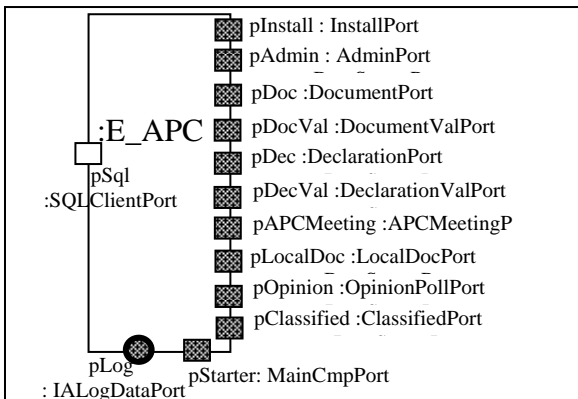 pInstall : InstallPort
pAdmin : AdminPort
pDoc :DocumentPort
:E_APC
pDocVal :DocumentValPort
pDec :DeclarationPort
pSql
:SQLClientPort
pDecVal :DeclarationValPort
pAPCMeeting :APCMeetingP
pLocalDoc :LocalDocPort
pOpinion :OpinionPollPort
pClassified :ClassifiedPort
pLog
: IALogDataPort
pStarter: MainCmpPort